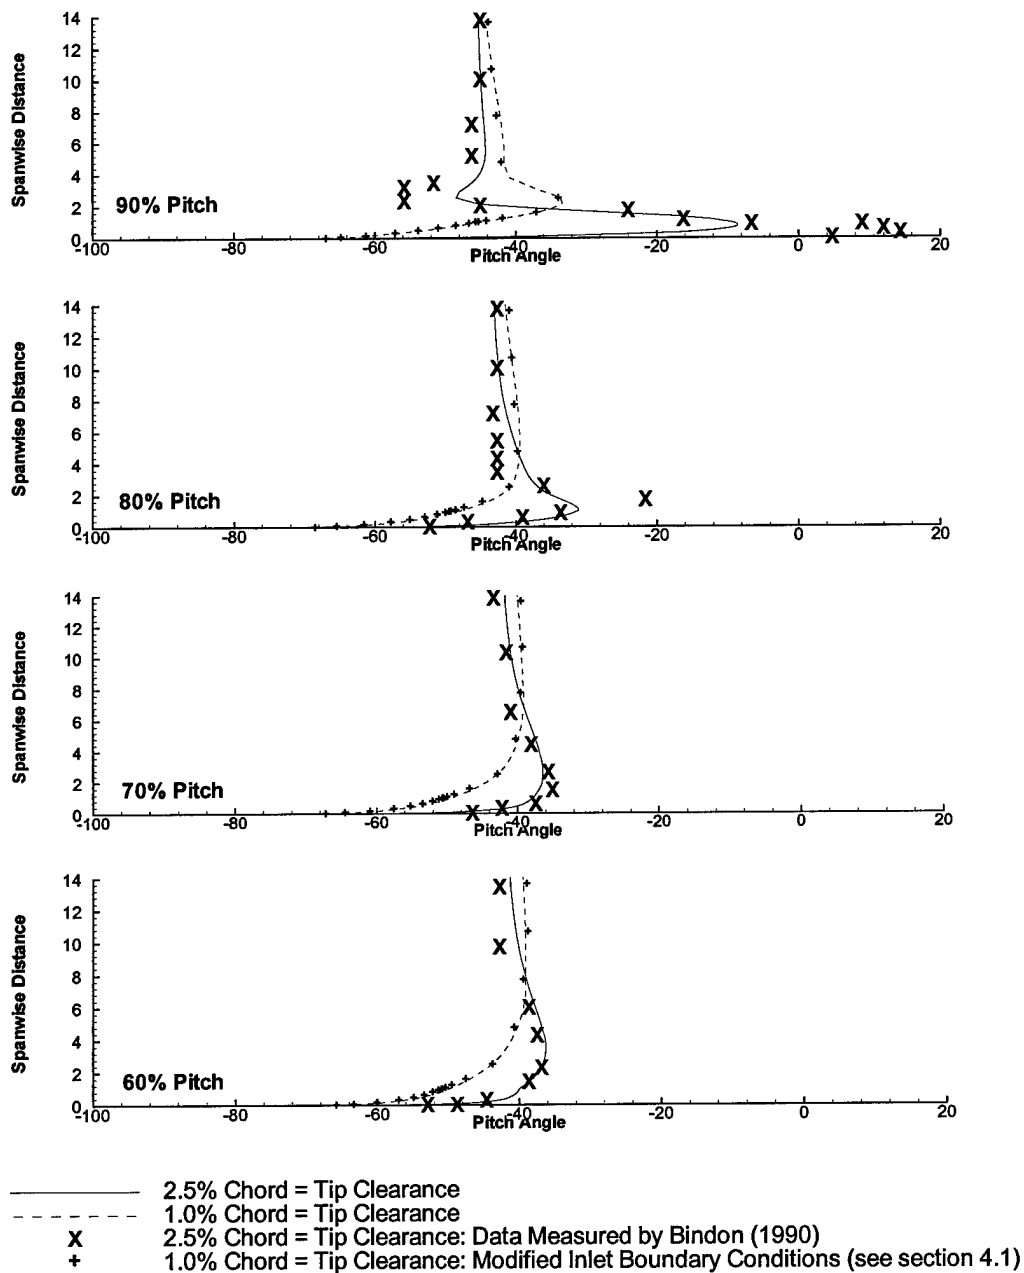 14
12
10
8
6
4
2
0
Spanwise Distance
90% Pitch
-100 -80 -60 -40 -20 0 20
Pitch Angle
14
12
10
8
6
4
2
0
Spanwise Distance
80% Pitch
-100 -80 -60 -40 -20 0 20
Pitch Angle
14
12
10
8
6
4
2
0
Spanwise Distance
70% Pitch
-100 -80 -60 -40 -20 0 20
Pitch Angle
14
12
10
8
6
4
2
0
Spanwise Distance
60% Pitch
-100 -80 -60 -40 -20 0 20
Pitch Angle
2.5% Chord = Tip Clearance
1.0% Chord = Tip Clearance
X 2.5% Chord = Tip Clearance: Data Measured by Bindon (1990)
+ 1.0% Chord = Tip Clearance: Modified Inlet Boundary Conditions (see section 4.1)